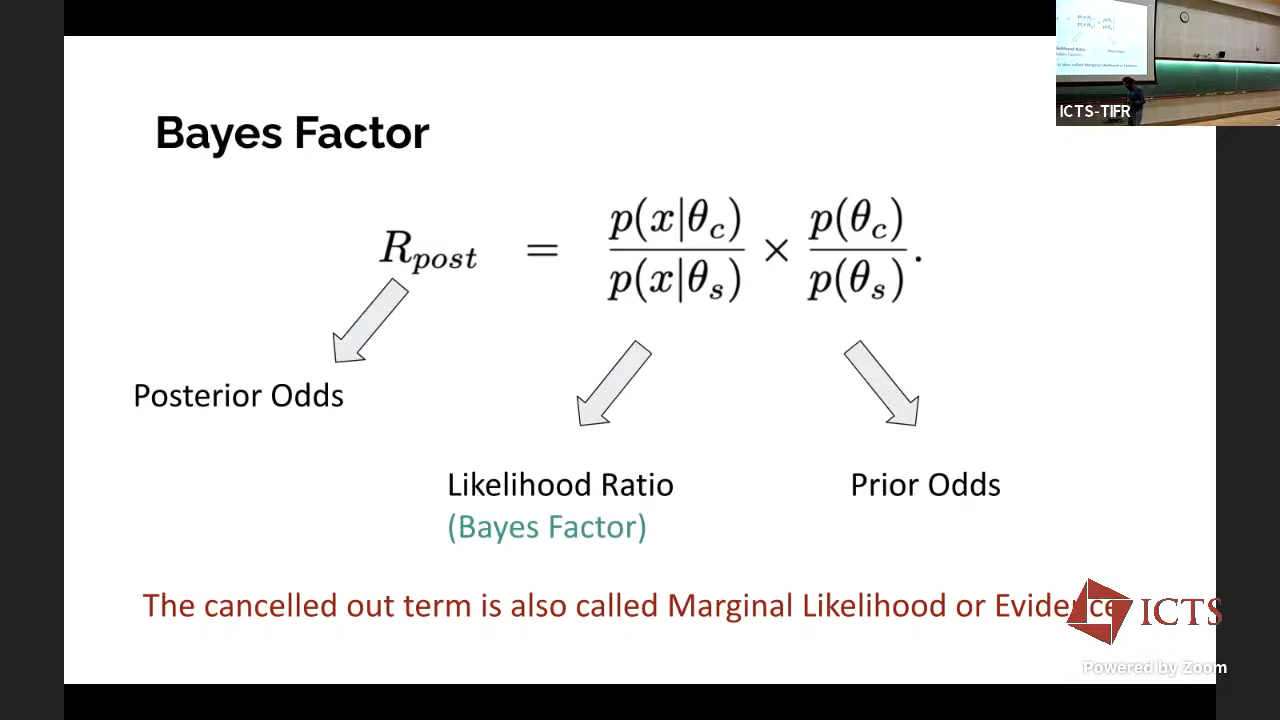 ICTS-TIFR
Bayes Factor
R_post = p(x|θ_c) / p(x|θ_s) × p(θ_c) / p(θ_s) .
Posterior Odds
Likelihood Ratio
Prior Odds
(Bayes Factor)
The cancelled out term is also called Marginal Likelihood or Evidence
ICTS
Powered by Zoom